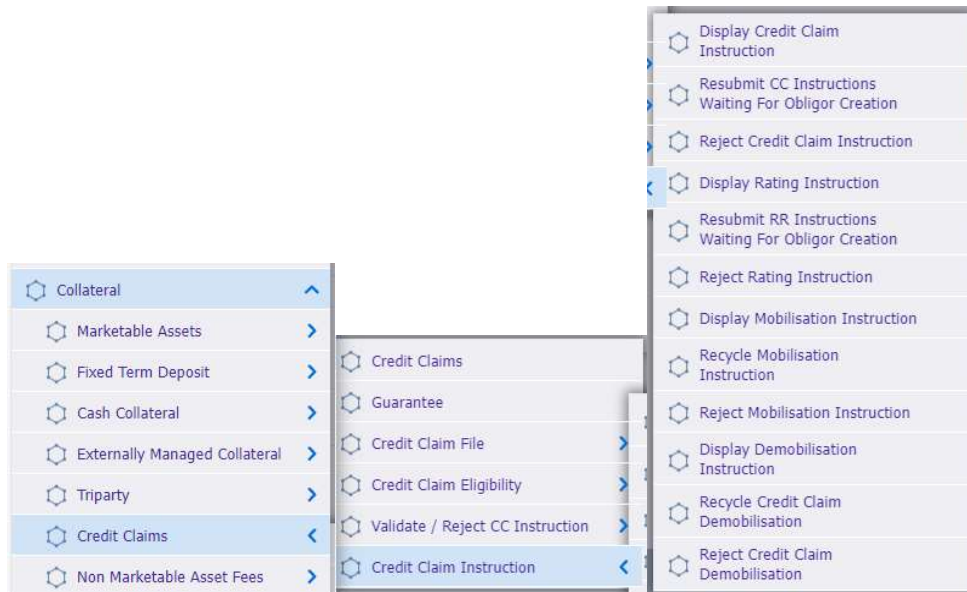 Collateral
Marketable Assets
Fixed Term Deposit
Cash Collateral
Externally Managed Collateral
Triparty
Credit Claims
Non Marketable Asset Fees
Credit Claims
Guarantee
Credit Claim File
Credit Claim Eligibility
Validate / Reject CC Instruction
Credit Claim Instruction
Display Credit Claim
Instruction
Resubmit CC Instructions
Waiting For Obligor Creation
Reject Credit Claim Instruction
Display Rating Instruction
Resubmit RR Instructions
Waiting For Obligor Creation
Reject Rating Instruction
Display Mobilisation Instruction
Recycle Mobilisation
Instruction
Reject Mobilisation Instruction
Display Demobilisation
Instruction
Recycle Credit Claim
Demobilisation
Reject Credit Claim
Demobilisation